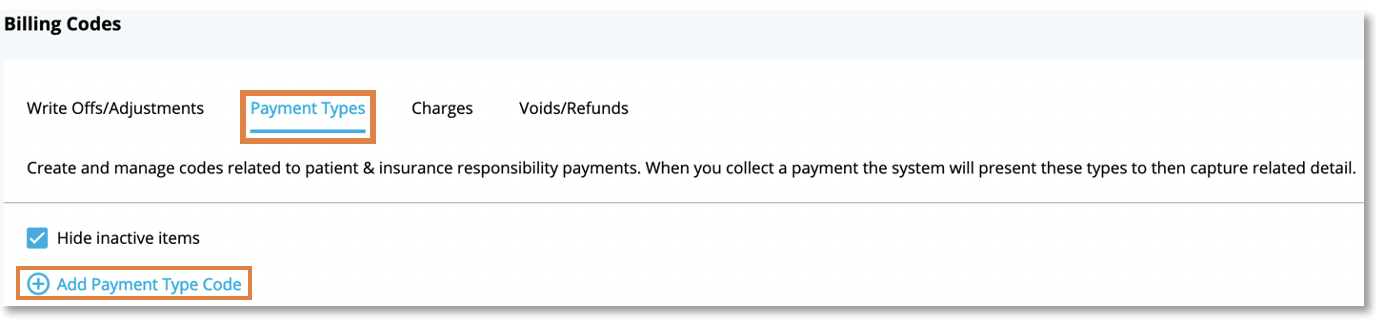 Billing Codes
Write Offs/Adjustments Payment Types Charges Voids/Refunds
Create and manage codes related to patient & insurance responsibility payments. When you collect a payment the system will present these types to then capture related detail.
Hide inactive items
Add Payment Type Code